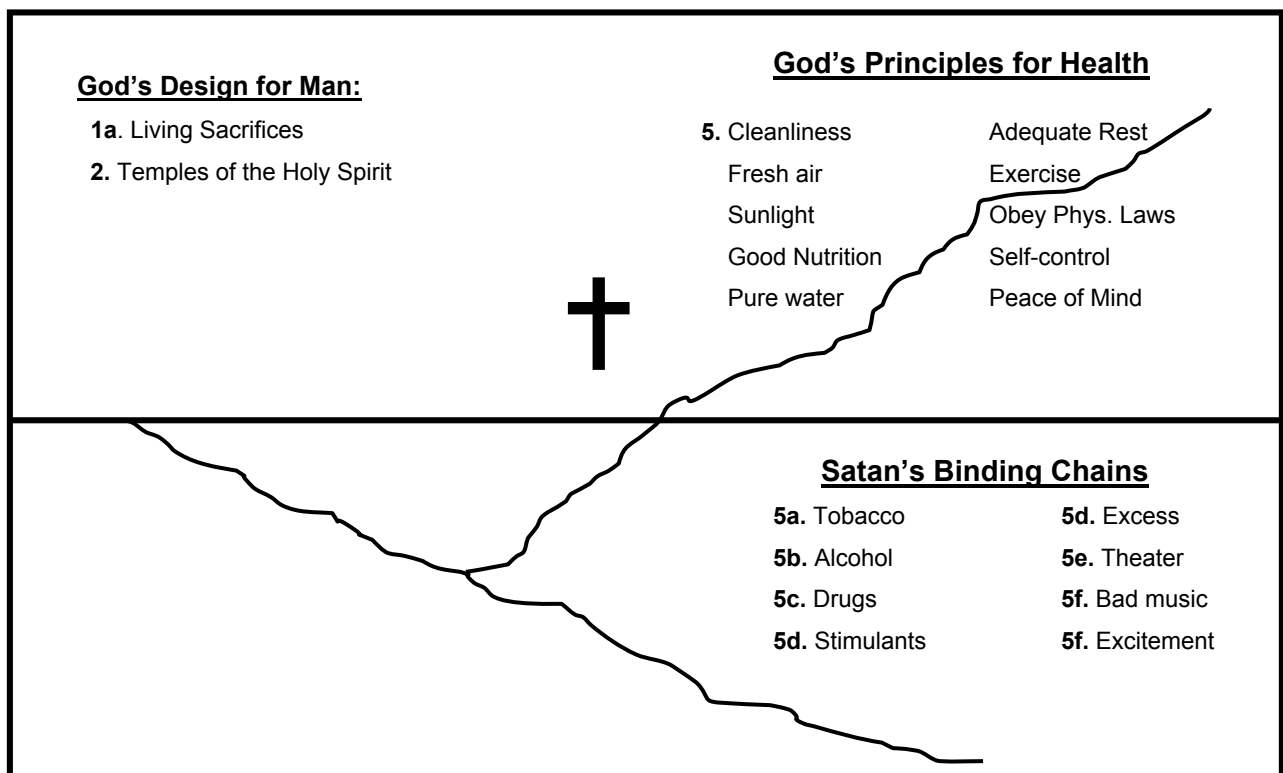 God’s Design for Man:
1a. Living Sacrifices
2. Temples of the Holy Spirit
God’s Principles for Health
5. Cleanliness
Fresh air
Sunlight
Good Nutrition
Pure water
Adequate Rest
Exercise
Obey Phys. Laws
Self-control
Peace of Mind
Satan’s Binding Chains
5a. Tobacco
5b. Alcohol
5c. Drugs
5d. Stimulants
5d. Excess
5e. Theater
5f. Bad music
5f. Excitement